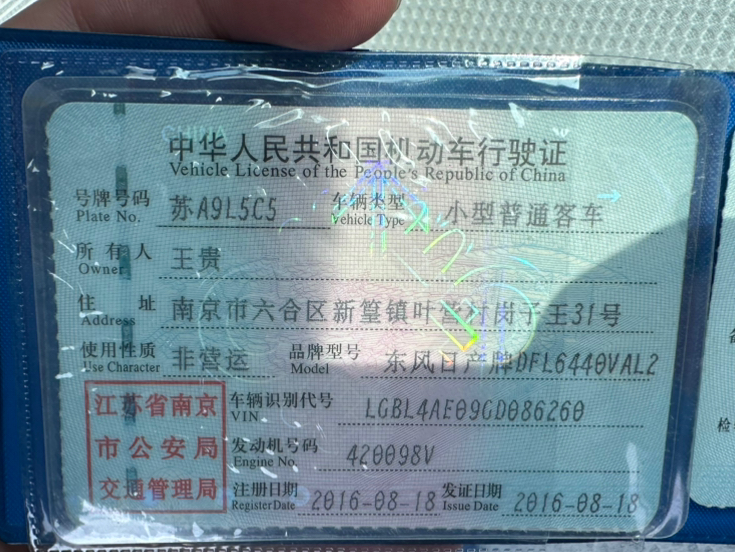 中华人民共和国机动车行驶证
Vehicle License of the People's Republic of China
号牌号码 苏A9L5C5 车辆类型 小型普通客车
Plate No. Vehicle Type
所有人 王贵
Owner
住址 南京市六合区新篁镇叶营村岗子王31号
Address
使用性质 非营运 品牌型号 东风日产牌DFL6440VAL2
Use Character Model
江苏省南京
市公安局
交通管理局
车辆识别代号 LGBL4AE09GD086260
VIN
发动机号码 420098V
Engine No.
注册日期 2016-08-18 发证日期 2016-08-18
Register Date Issue Date